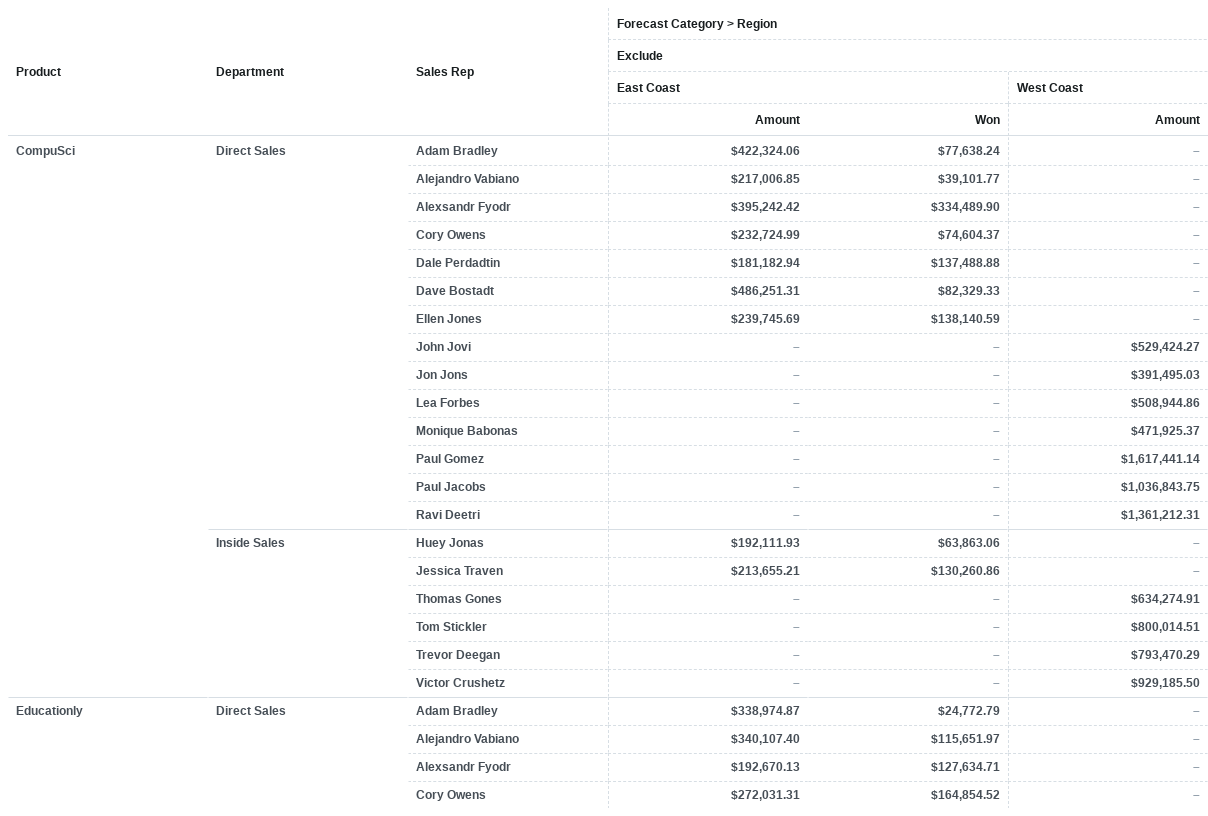 Forecast Category > Region
Exclude
Product Department Sales Rep East Coast West Coast
Amount Won Amount
CompuSci Direct Sales Adam Bradley $422,324.06 $77,638.24 –
Alejandro Vabiano $217,006.85 $39,101.77 –
Alexsandr Fyodr $395,242.42 $334,489.90 –
Cory Owens $232,724.99 $74,604.37 –
Dale Perdadtin $181,182.94 $137,488.88 –
Dave Bostadt $486,251.31 $82,329.33 –
Ellen Jones $239,745.69 $138,140.59 –
John Jovi – – $529,424.27
Jon Jons – – $391,495.03
Lea Forbes – – $508,944.86
Monique Babonas – – $471,925.37
Paul Gomez – – $1,617,441.14
Paul Jacobs – – $1,036,843.75
Ravi Deetri – – $1,361,212.31
Inside Sales Huey Jonas $192,111.93 $63,863.06 –
Jessica Traven $213,655.21 $130,260.86 –
Thomas Gones – – $634,274.91
Tom Stickler – – $800,014.51
Trevor Deegan – – $793,470.29
Victor Crushetz – – $929,185.50
Educationly Direct Sales Adam Bradley $338,974.87 $24,772.79 –
Alejandro Vabiano $340,107.40 $115,651.97 –
Alexsandr Fyodr $192,670.13 $127,634.71 –
Cory Owens $272,031.31 $164,854.52 –